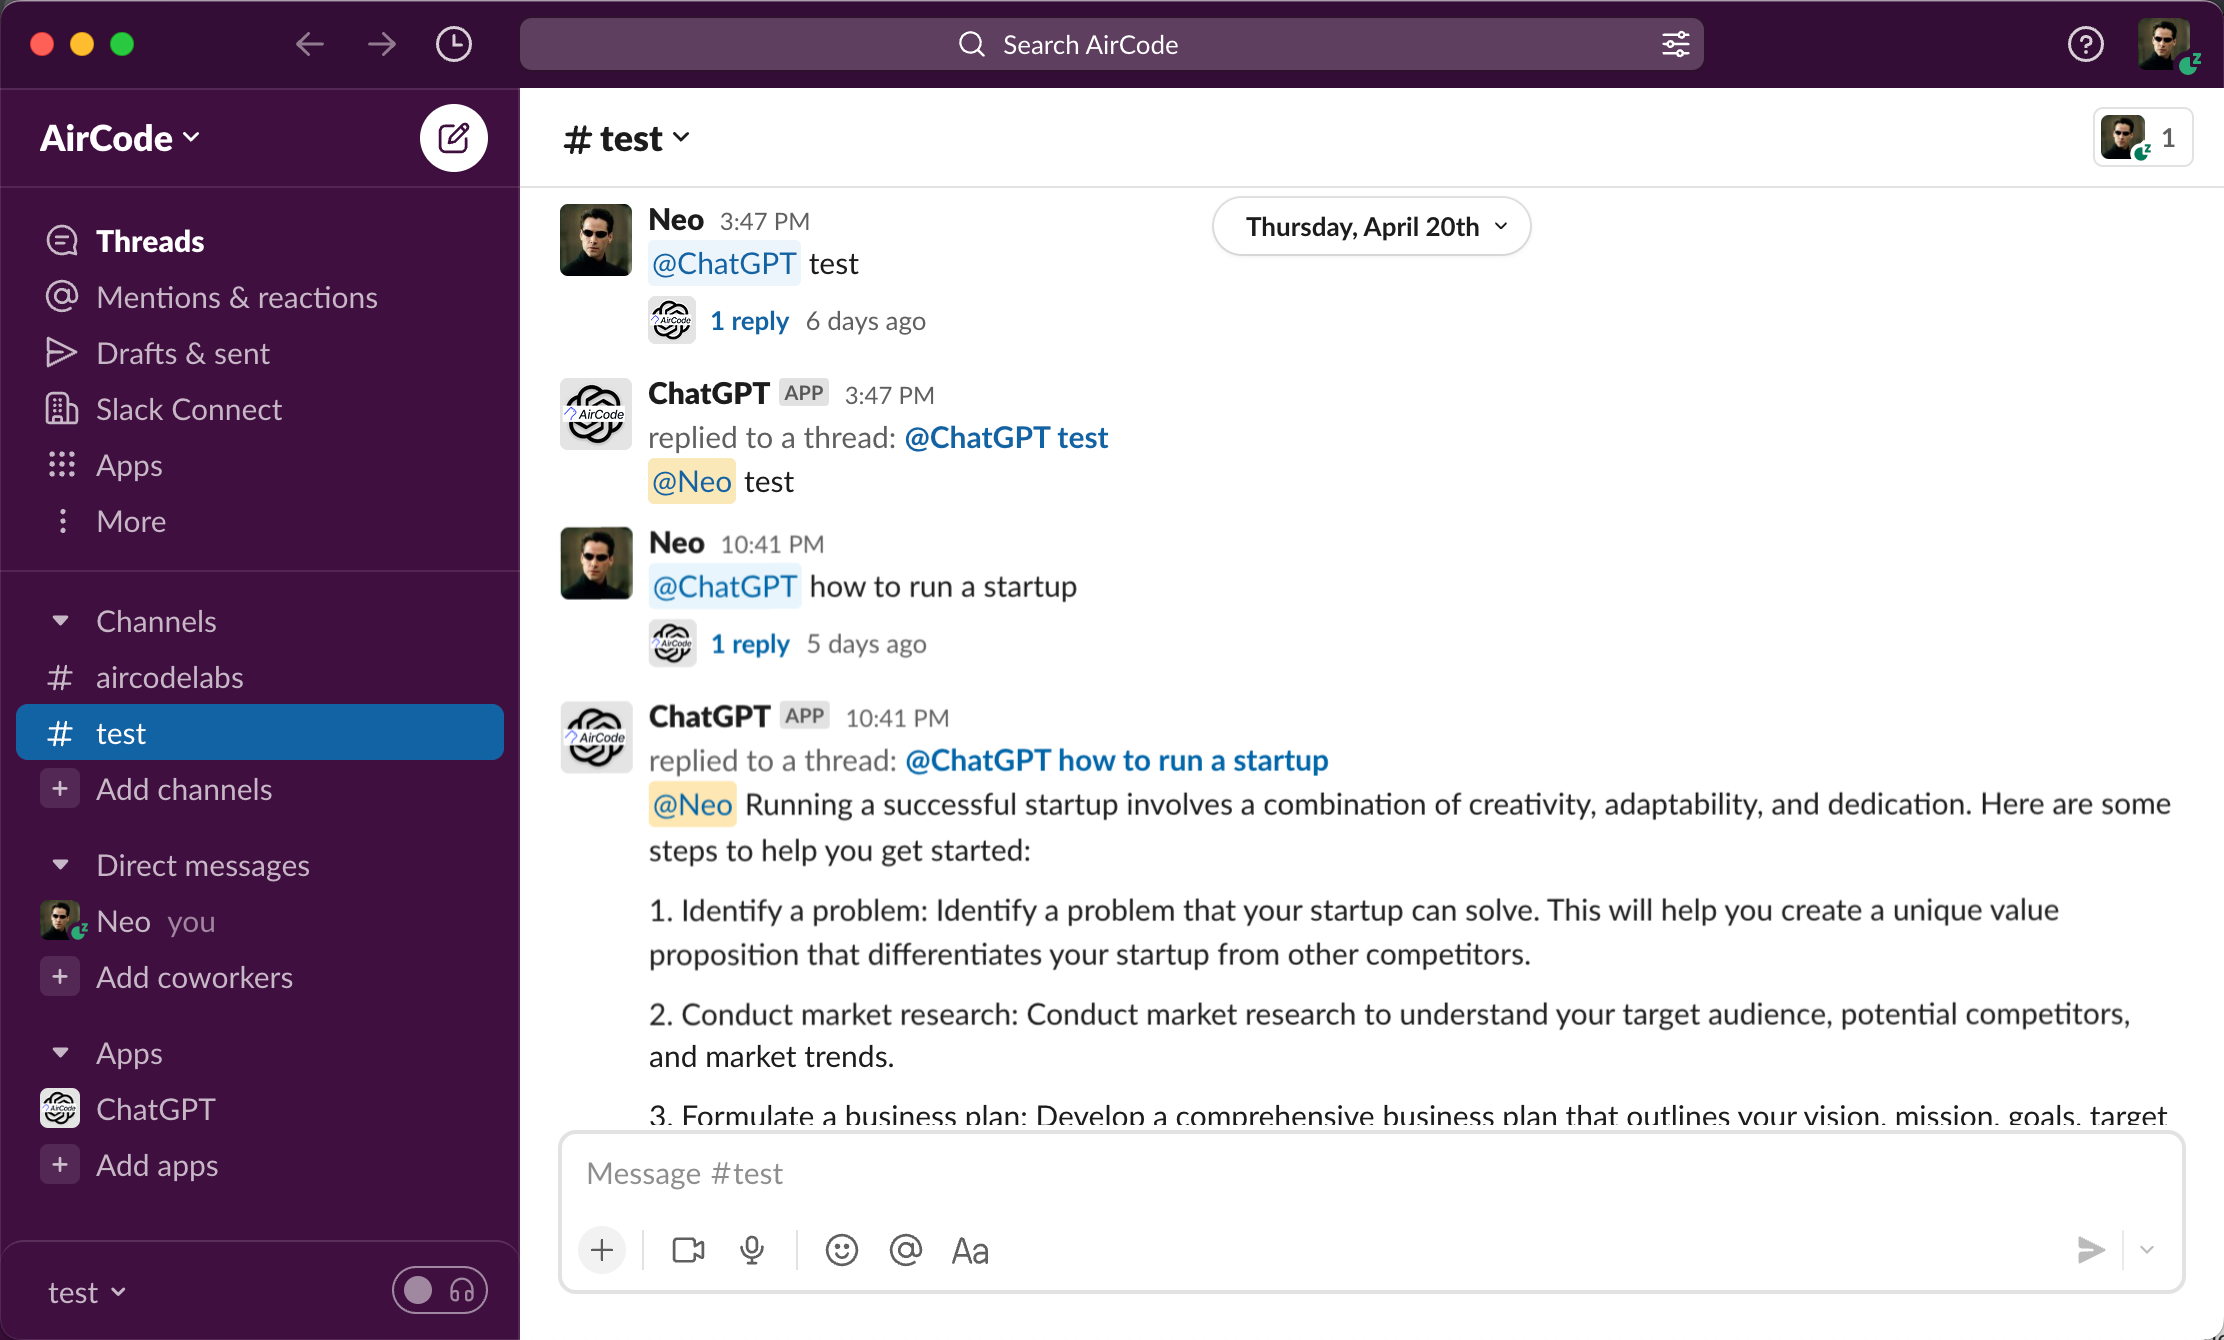 Search AirCode
AirCode
Threads
Mentions & reactions
Drafts & sent
Slack Connect
Apps
More
Channels
# aircodelabs
# test
+ Add channels
Direct messages
Neo you
+ Add coworkers
Apps
ChatGPT
+ Add apps
test
# test
1
Thursday, April 20th
Neo 3:47 PM
@ChatGPT test
AirCode
1 reply 6 days ago
ChatGPT APP 3:47 PM
AirCode
replied to a thread: @ChatGPT test
@Neo test
Neo 10:41 PM
@ChatGPT how to run a startup
AirCode
1 reply 5 days ago
ChatGPT APP 10:41 PM
AirCode
replied to a thread: @ChatGPT how to run a startup
@Neo Running a successful startup involves a combination of creativity, adaptability, and dedication. Here are some
steps to help you get started:
1. Identify a problem: Identify a problem that your startup can solve. This will help you create a unique value
proposition that differentiates your startup from other competitors.
2. Conduct market research: Conduct market research to understand your target audience, potential competitors,
and market trends.
3. Formulate a business plan: Develop a comprehensive business plan that outlines your vision, mission, goals, target
Message #test
Aa